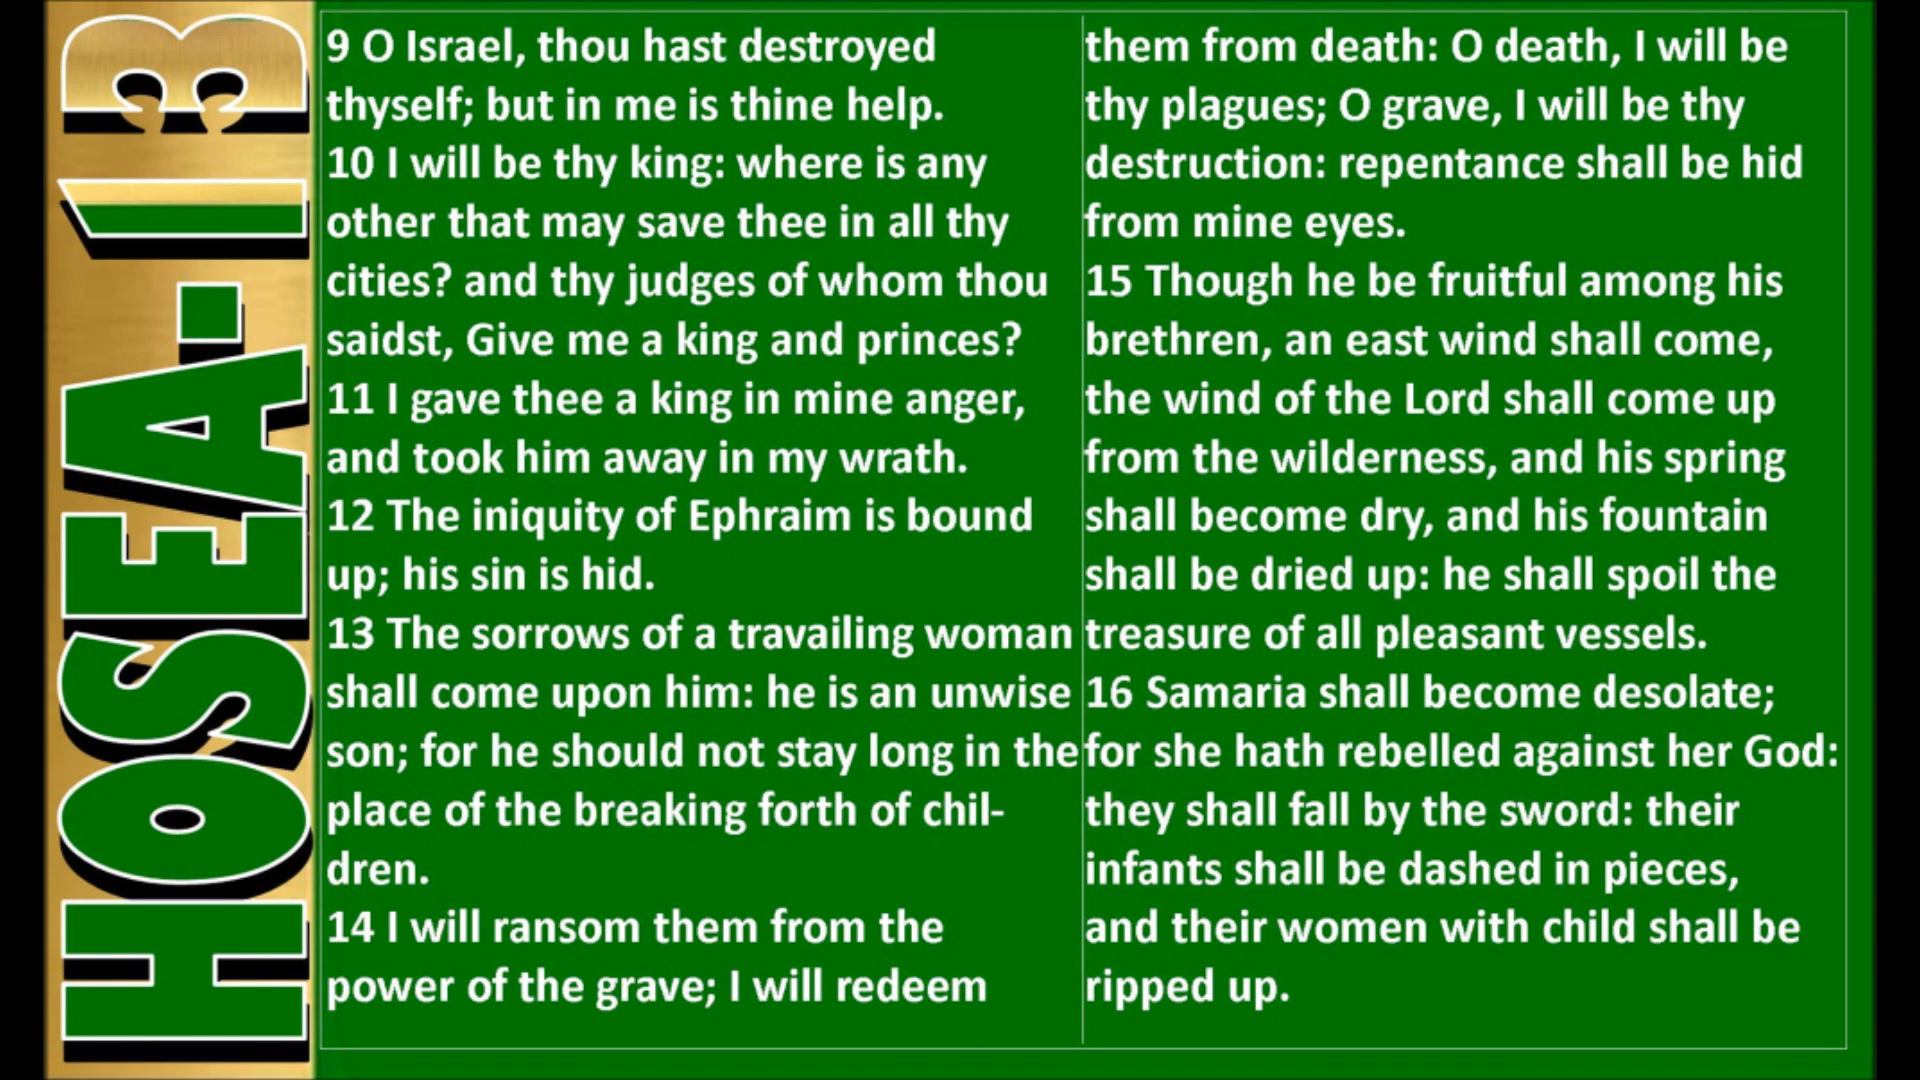 HOSEA-13
9 O Israel, thou hast destroyed
thyself; but in me is thine help.
10 I will be thy king: where is any
other that may save thee in all thy
cities? and thy judges of whom thou
saidst, Give me a king and princes?
11 I gave thee a king in mine anger,
and took him away in my wrath.
12 The iniquity of Ephraim is bound
up; his sin is hid.
13 The sorrows of a travailing woman
shall come upon him: he is an unwise
son; for he should not stay long in the
place of the breaking forth of chil-
dren.
14 I will ransom them from the
power of the grave; I will redeem
them from death: O death, I will be
thy plagues; O grave, I will be thy
destruction: repentance shall be hid
from mine eyes.
15 Though he be fruitful among his
brethren, an east wind shall come,
the wind of the Lord shall come up
from the wilderness, and his spring
shall become dry, and his fountain
shall be dried up: he shall spoil the
treasure of all pleasant vessels.
16 Samaria shall become desolate;
for she hath rebelled against her God:
they shall fall by the sword: their
infants shall be dashed in pieces,
and their women with child shall be
ripped up.